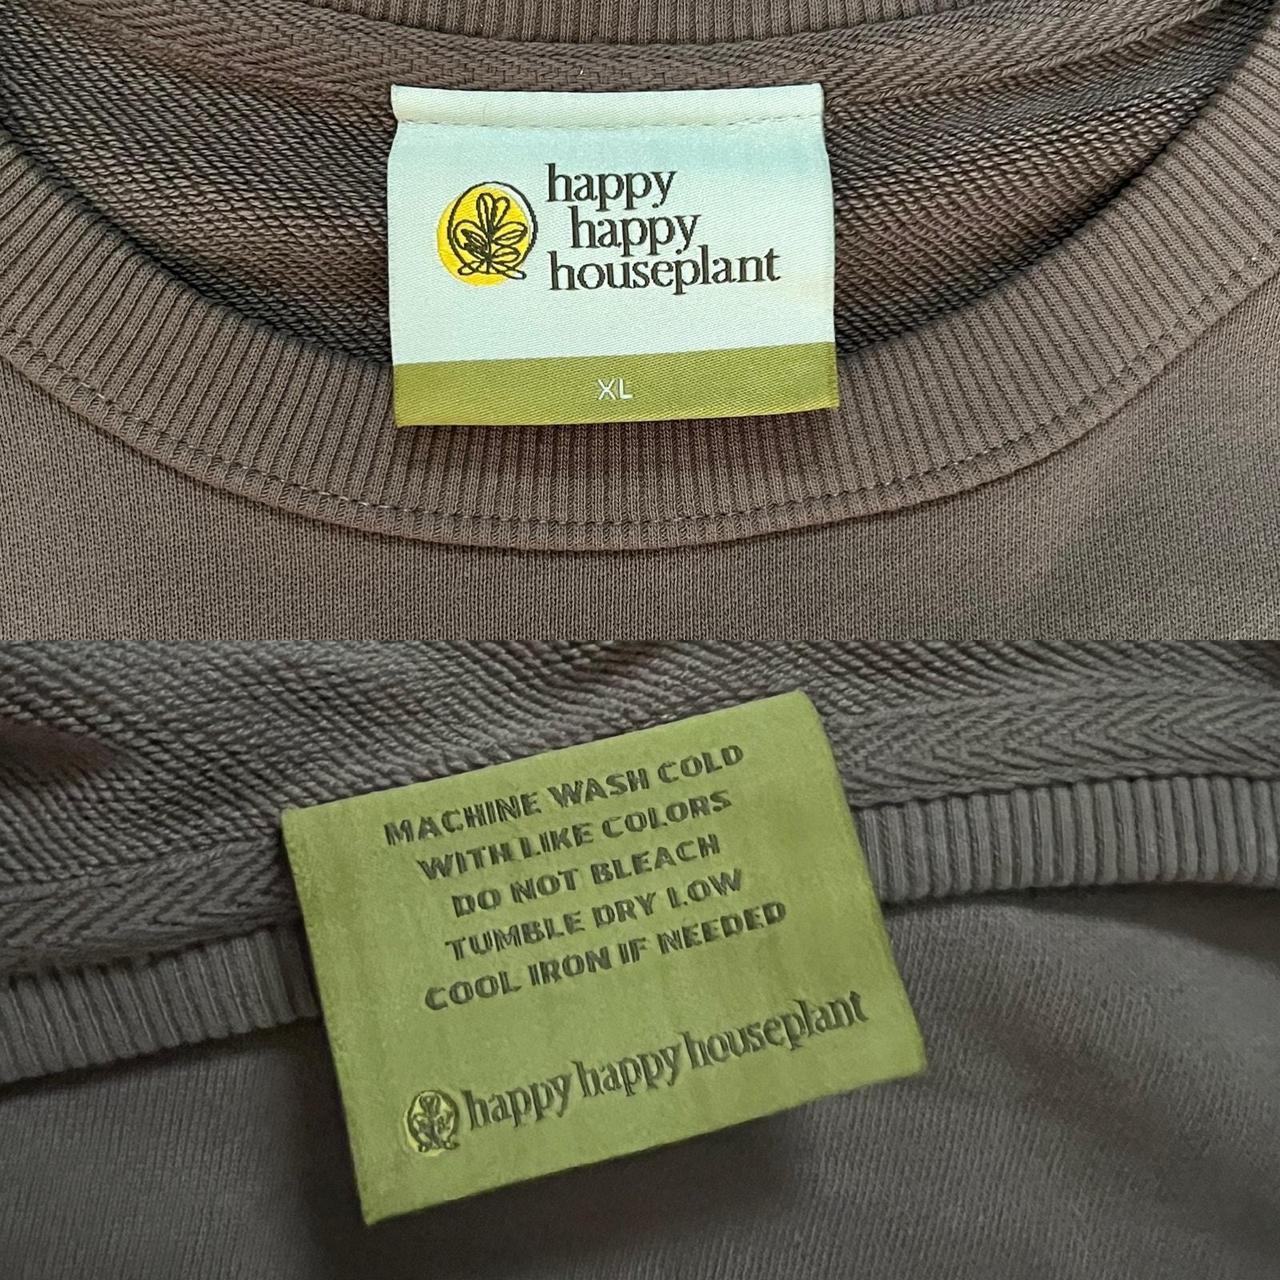 happy
happy
houseplant
XL
MACHINE WASH COLD
WITH LIKE COLORS
DO NOT BLEACH
TUMBLE DRY LOW
COOL IRON IF NEEDED
happy happy houseplant